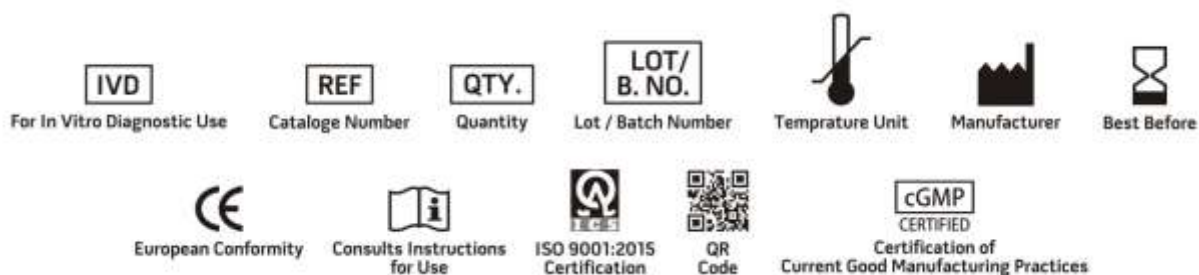 IVD
For In Vitro Diagnostic Use
REF
Cataloge Number
QTY.
Quantity
LOT/
B. NO.
Lot / Batch Number
Temprature Unit
Manufacturer
Best Before
CE
European Conformity
i
Consults Instructions
for Use
ECS
ISO 9001:2015
Certification
QR
Code
cGMP
CERTIFIED
Certification of
Current Good Manufacturing Practices